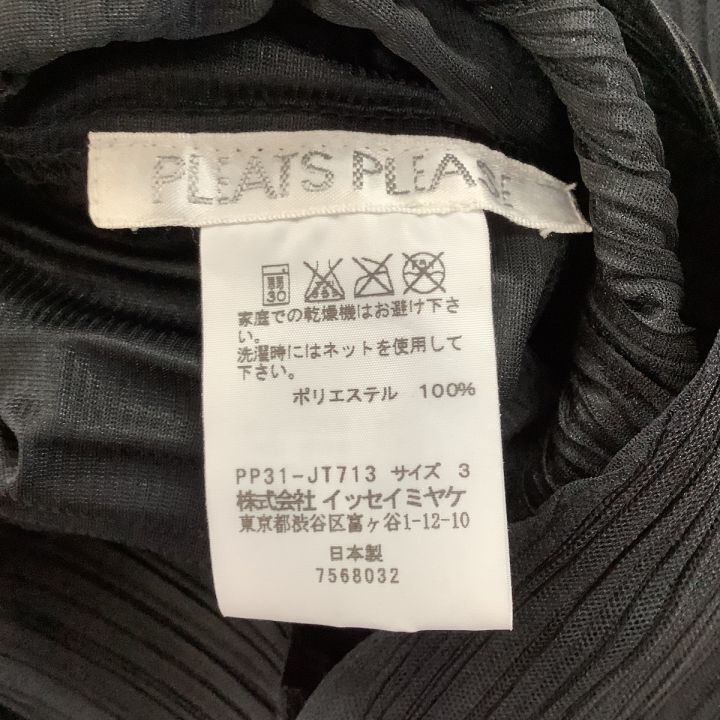 PLEATS PLEASE
30
家庭での乾燥機はお避け下さ
い。
洗濯時にはネットを使用して
下さい。
ポリエステル 100%
PP31-JT713 サイズ 3
株式会社 イッセイミヤケ
東京都渋谷区富ヶ谷1-12-10
日本製
7568032